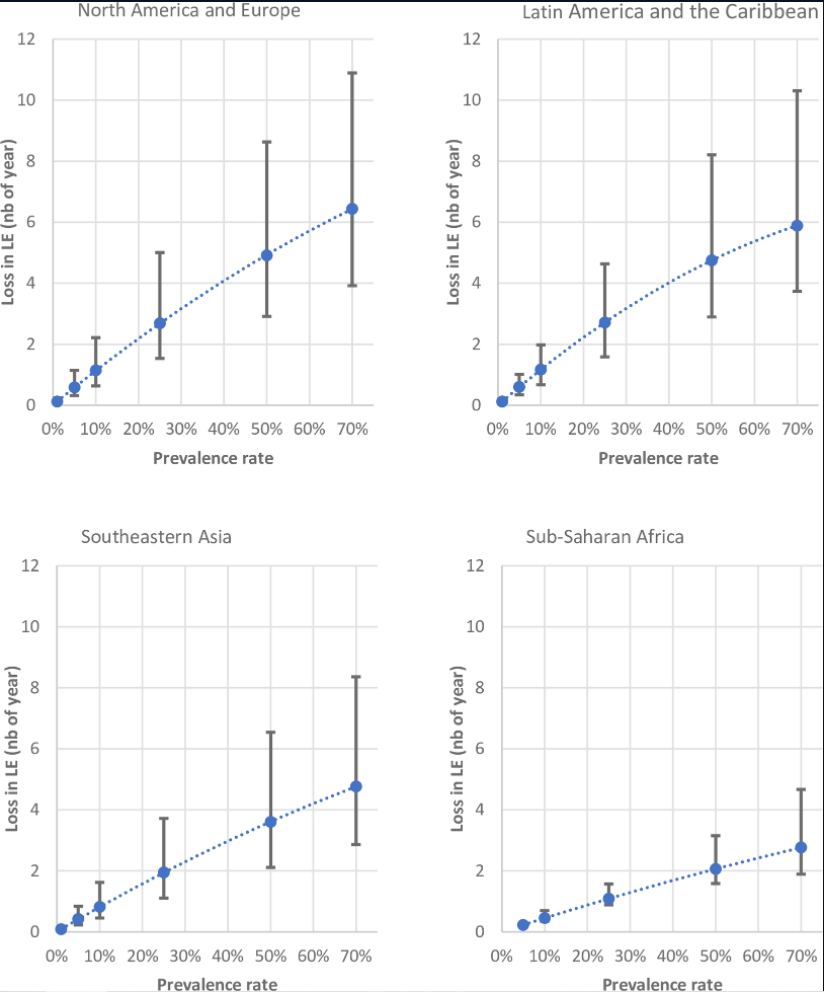 North America and Europe
12
10
8
6
4
2
0
Loss in LE (nb of year)
0% 10% 20% 30% 40% 50% 60% 70%
Prevalence rate
Latin America and the Caribbean
12
10
8
6
4
2
0
Loss in LE (nb of year)
0% 10% 20% 30% 40% 50% 60% 70%
Prevalence rate
Southeastern Asia
12
10
8
6
4
2
0
Loss in LE (nb of year)
0% 10% 20% 30% 40% 50% 60% 70%
Prevalence rate
Sub-Saharan Africa
12
10
8
6
4
2
0
Loss in LE (nb of year)
0% 10% 20% 30% 40% 50% 60% 70%
Prevalence rate